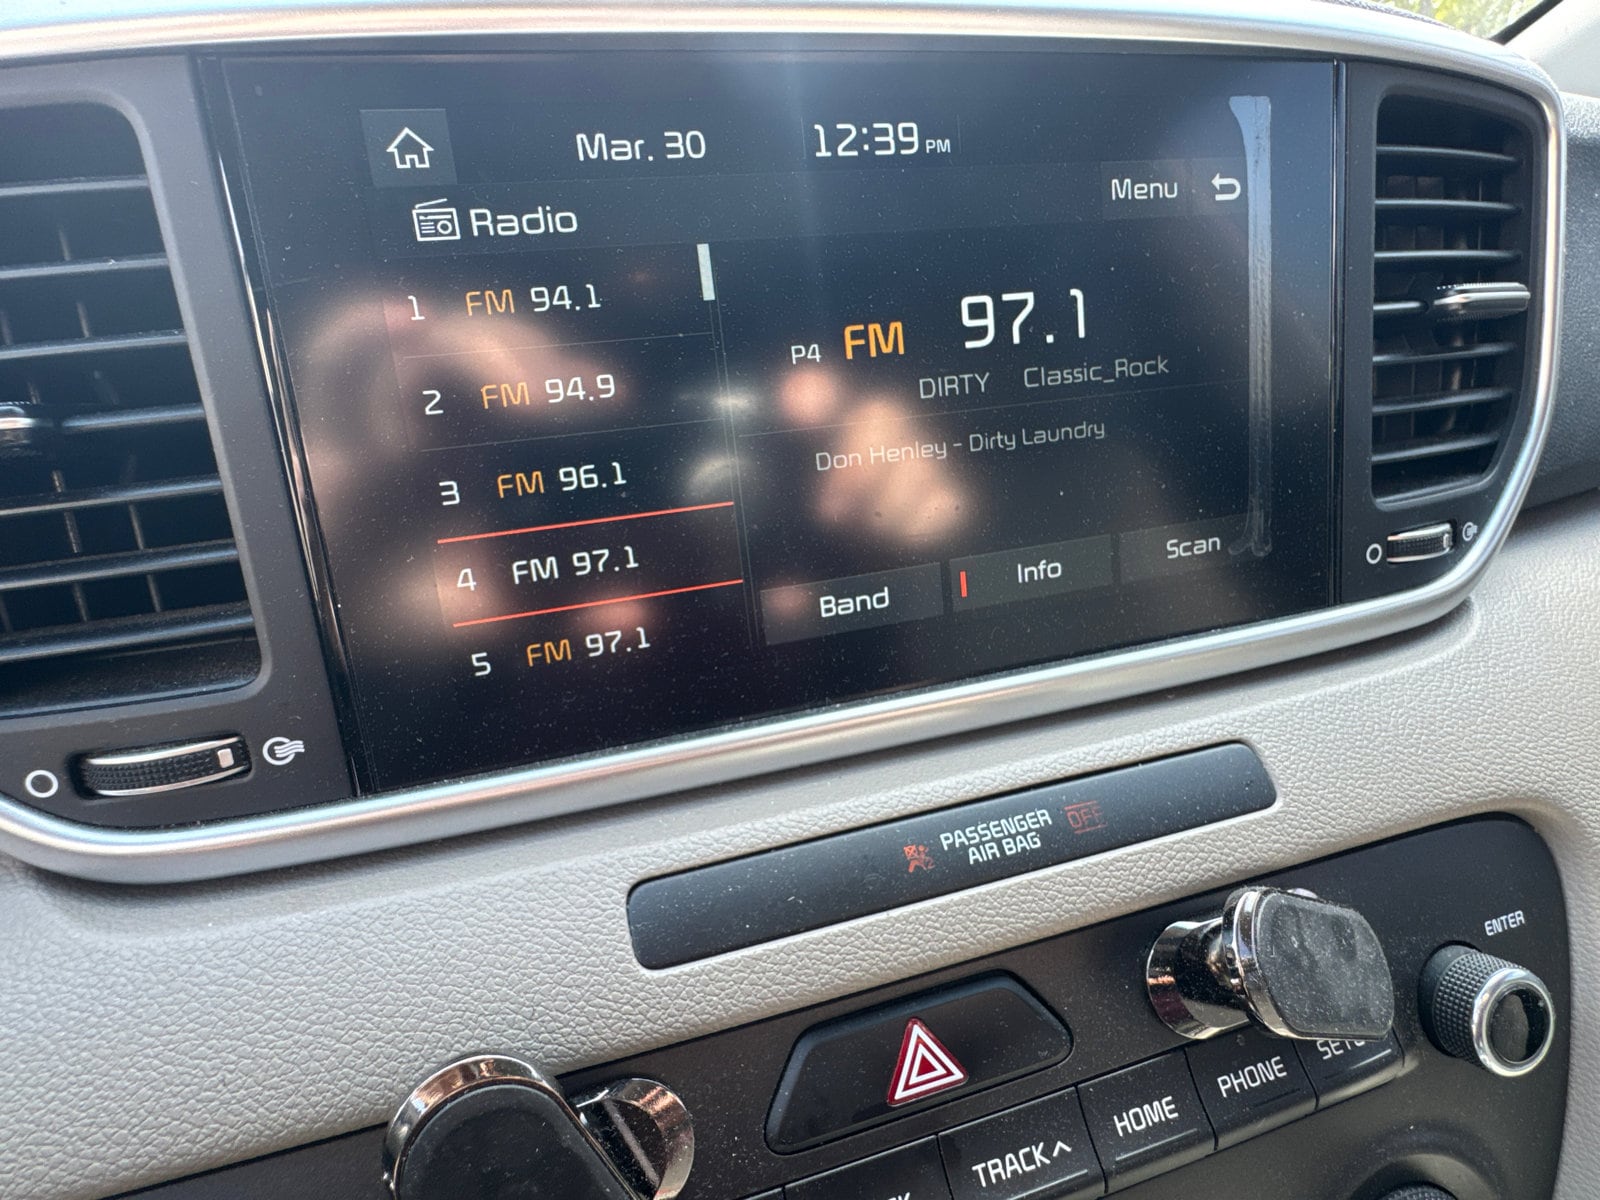 Mar. 30 12:39 PM
Menu
Radio
1 FM 94.1
2 FM 94.9
3 FM 96.1
4 FM 97.1
5 FM 97.1
P4 FM 97.1
DIRTY Classic_Rock
Don Henley - Dirty Laundry
Band Info Scan
PASSENGER OFF
AIR BAG
2
ENTER
TRACK HOME PHONE